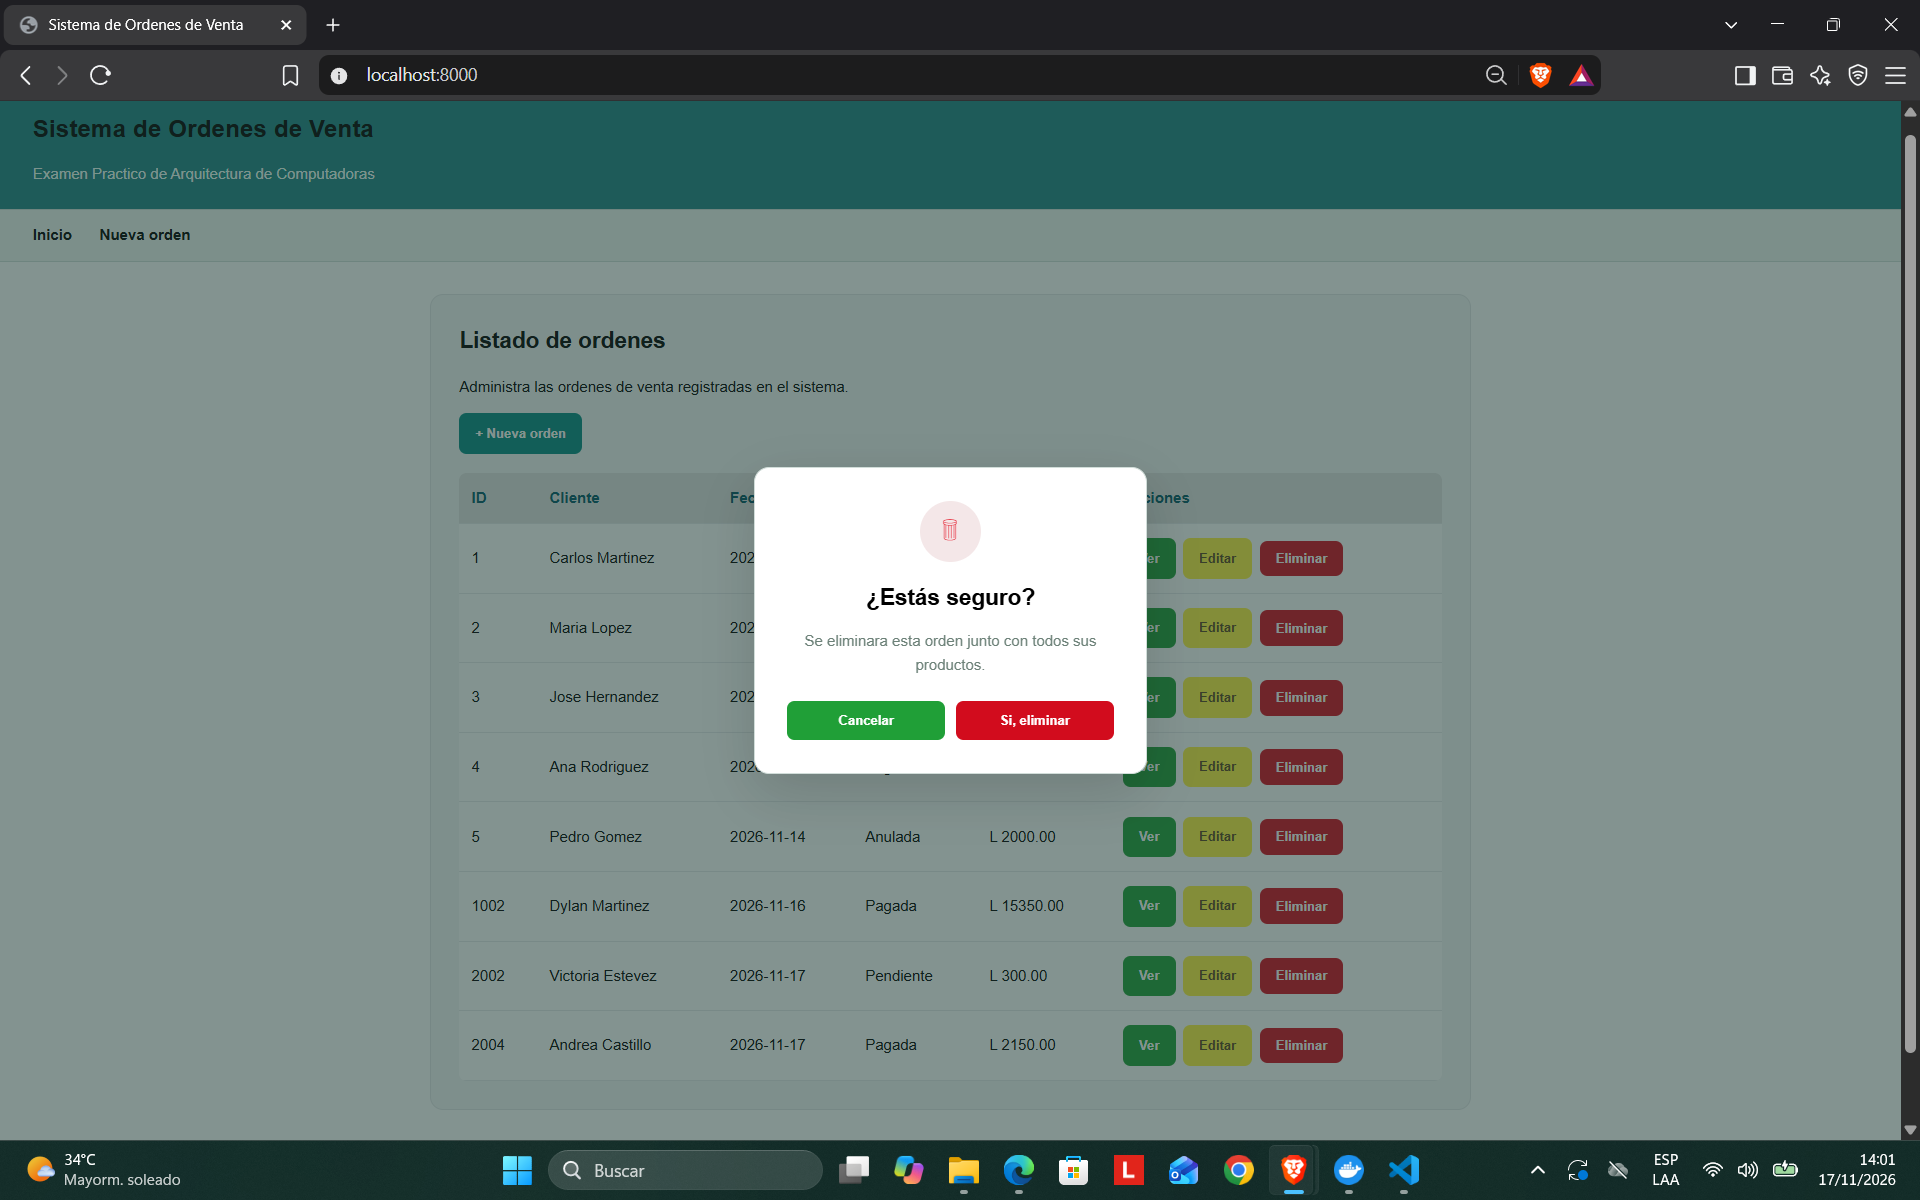 Sistema de Ordenes de Venta
localhost:8000
Sistema de Ordenes de Venta
Examen Practico de Arquitectura de Computadoras
Inicio Nueva orden
Listado de ordenes
Administra las ordenes de venta registradas en el sistema.
+ Nueva orden
ID Cliente Fec ciones
1 Carlos Martinez 202 er Editar Eliminar
2 Maria Lopez 202 er Editar Eliminar
3 Jose Hernandez 202 er Editar Eliminar
4 Ana Rodriguez 202 er Editar Eliminar
5 Pedro Gomez 2026-11-14 Anulada L 2000.00 Ver Editar Eliminar
1002 Dylan Martinez 2026-11-16 Pagada L 15350.00 Ver Editar Eliminar
2002 Victoria Estevez 2026-11-17 Pendiente L 300.00 Ver Editar Eliminar
2004 Andrea Castillo 2026-11-17 Pagada L 2150.00 Ver Editar Eliminar
¿Estás seguro?
Se eliminara esta orden junto con todos sus
productos.
Cancelar Si, eliminar
34°C
Mayorm. soleado
Buscar
L
ESP
LAA
14:01
17/11/2026